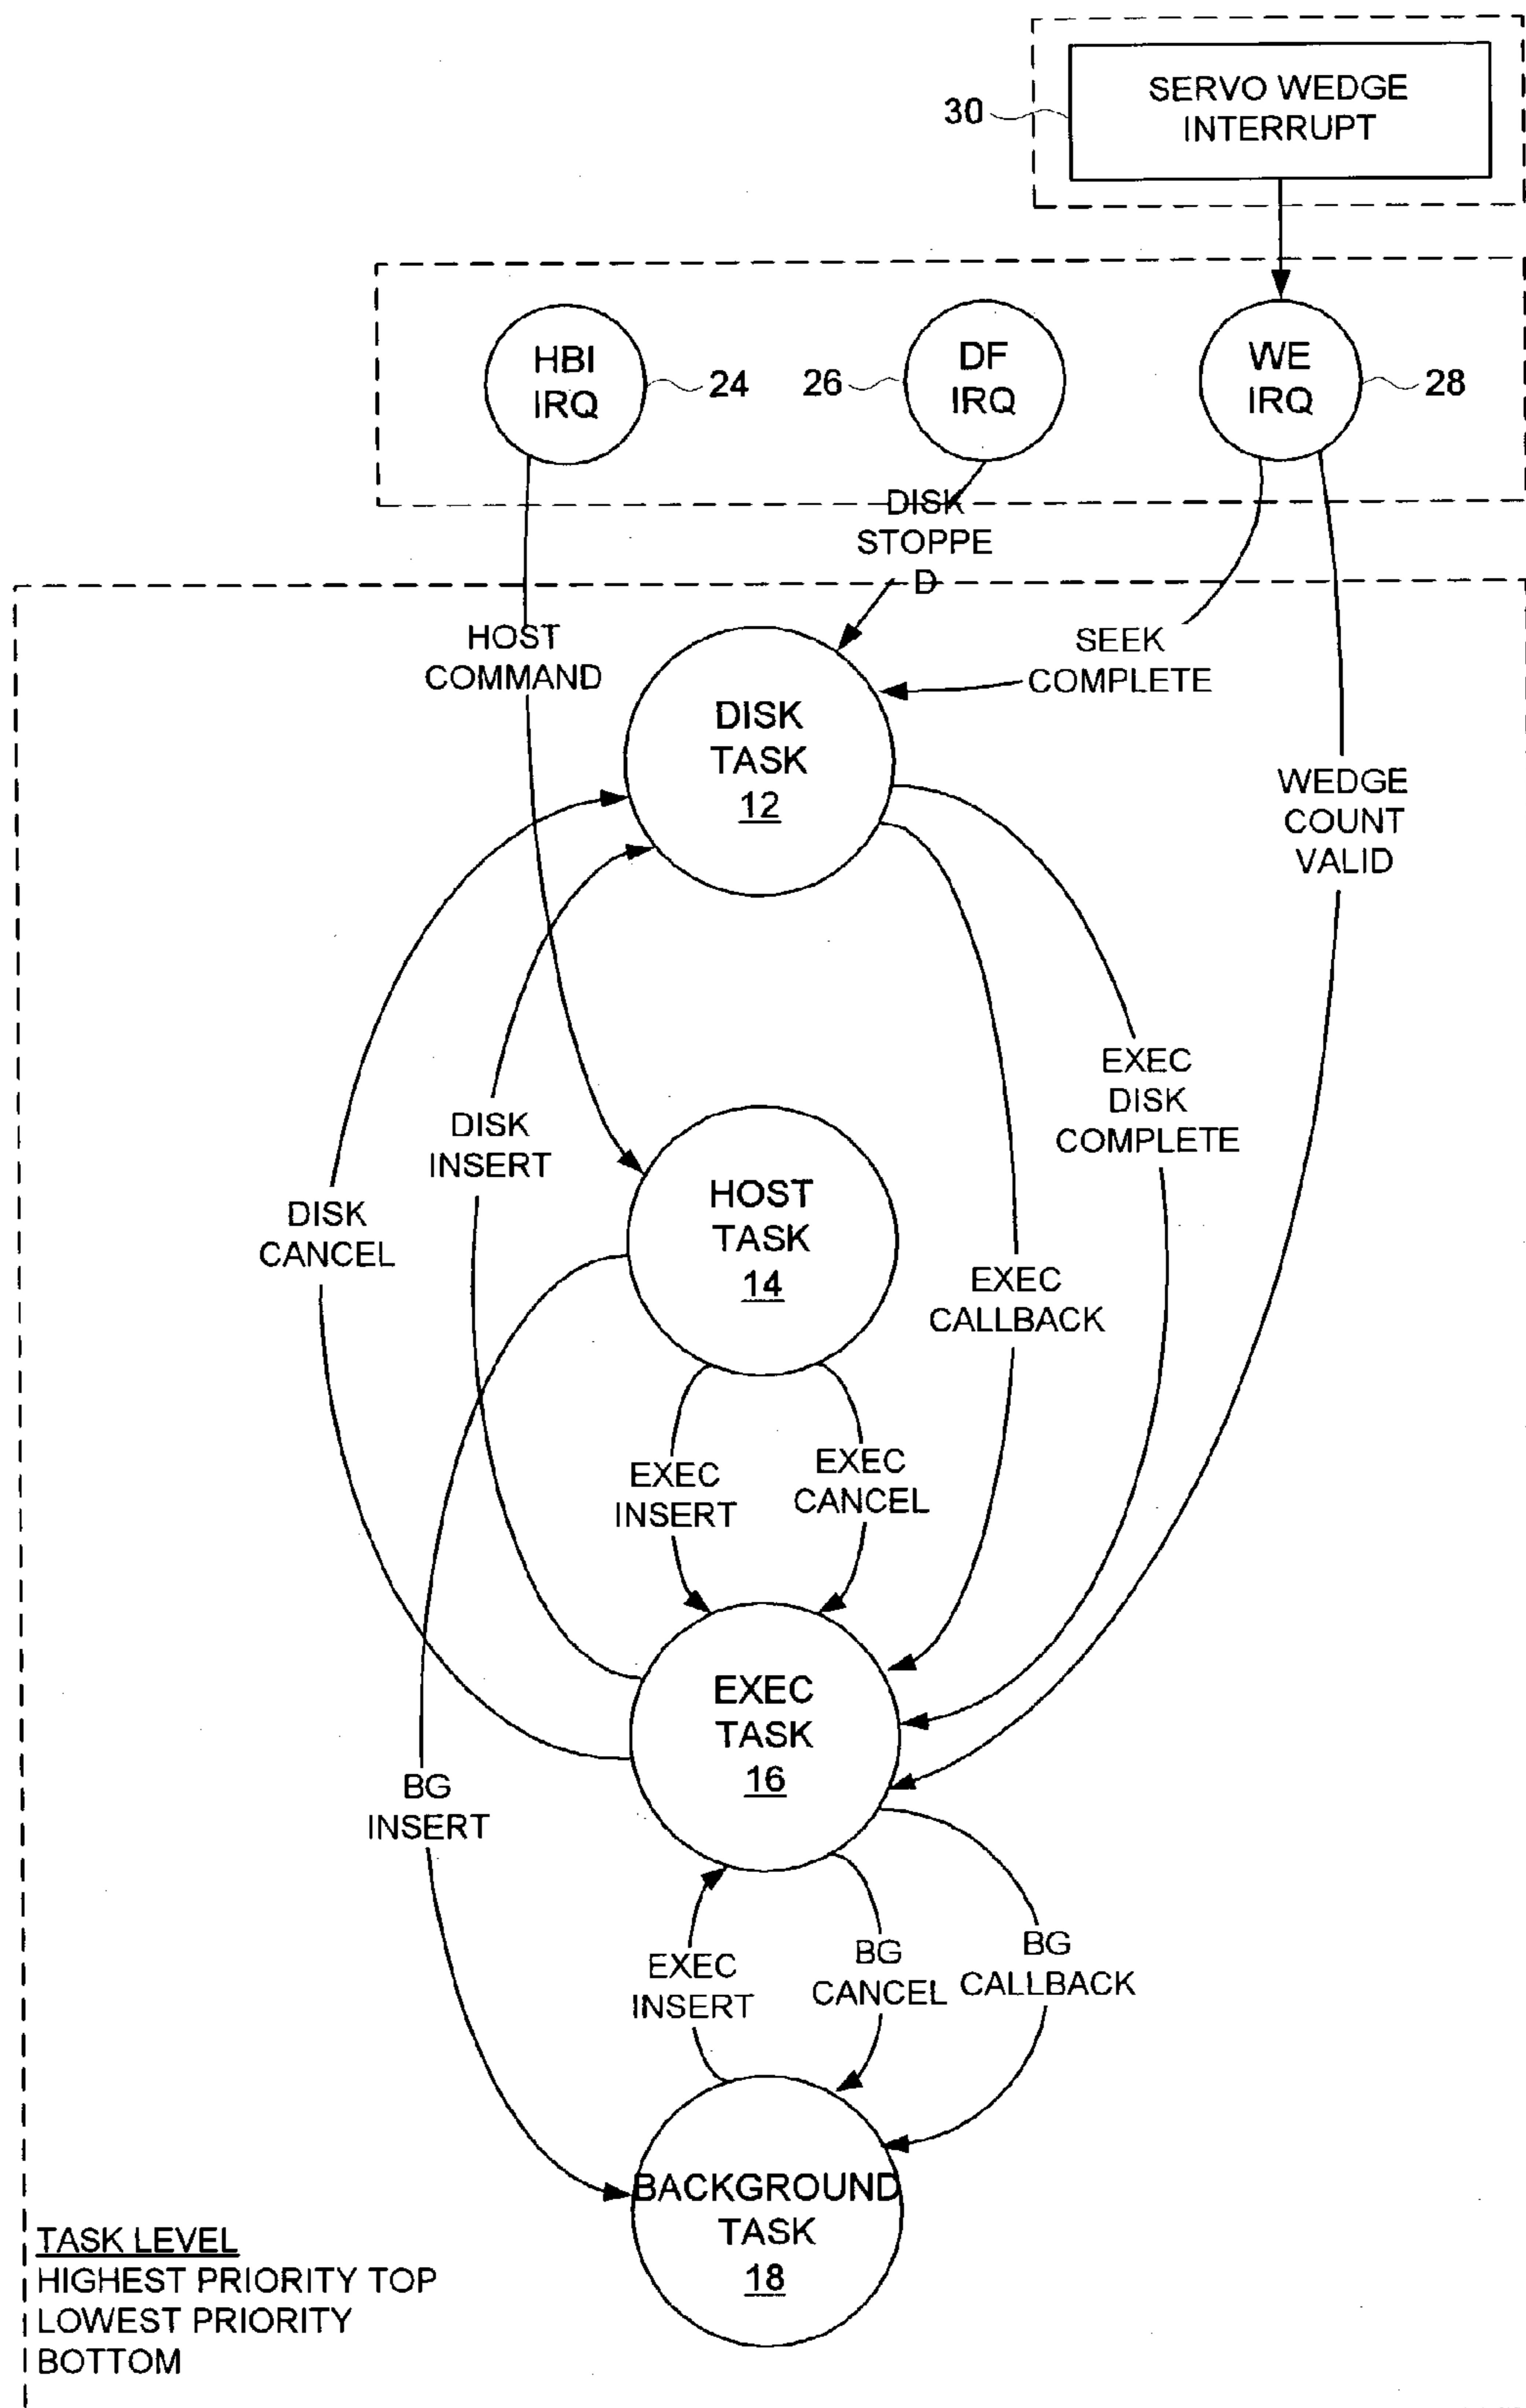 SERVO WEDGE
INTERRUPT
30
HBI
IRQ
24
26
DF
IRQ
WE
IRQ
28
DISK
STOPPE
D
HOST
COMMAND
SEEK
COMPLETE
DISK
TASK
12
WEDGE
COUNT
VALID
EXEC
DISK
COMPLETE
DISK
INSERT
DISK
CANCEL
HOST
TASK
14
EXEC
CALLBACK
EXEC
INSERT
EXEC
CANCEL
EXEC
TASK
16
BG
INSERT
EXEC
INSERT
BG
CANCEL
BG
CALLBACK
BACKGROUND
TASK
18
TASK LEVEL
HIGHEST PRIORITY TOP
LOWEST PRIORITY
BOTTOM